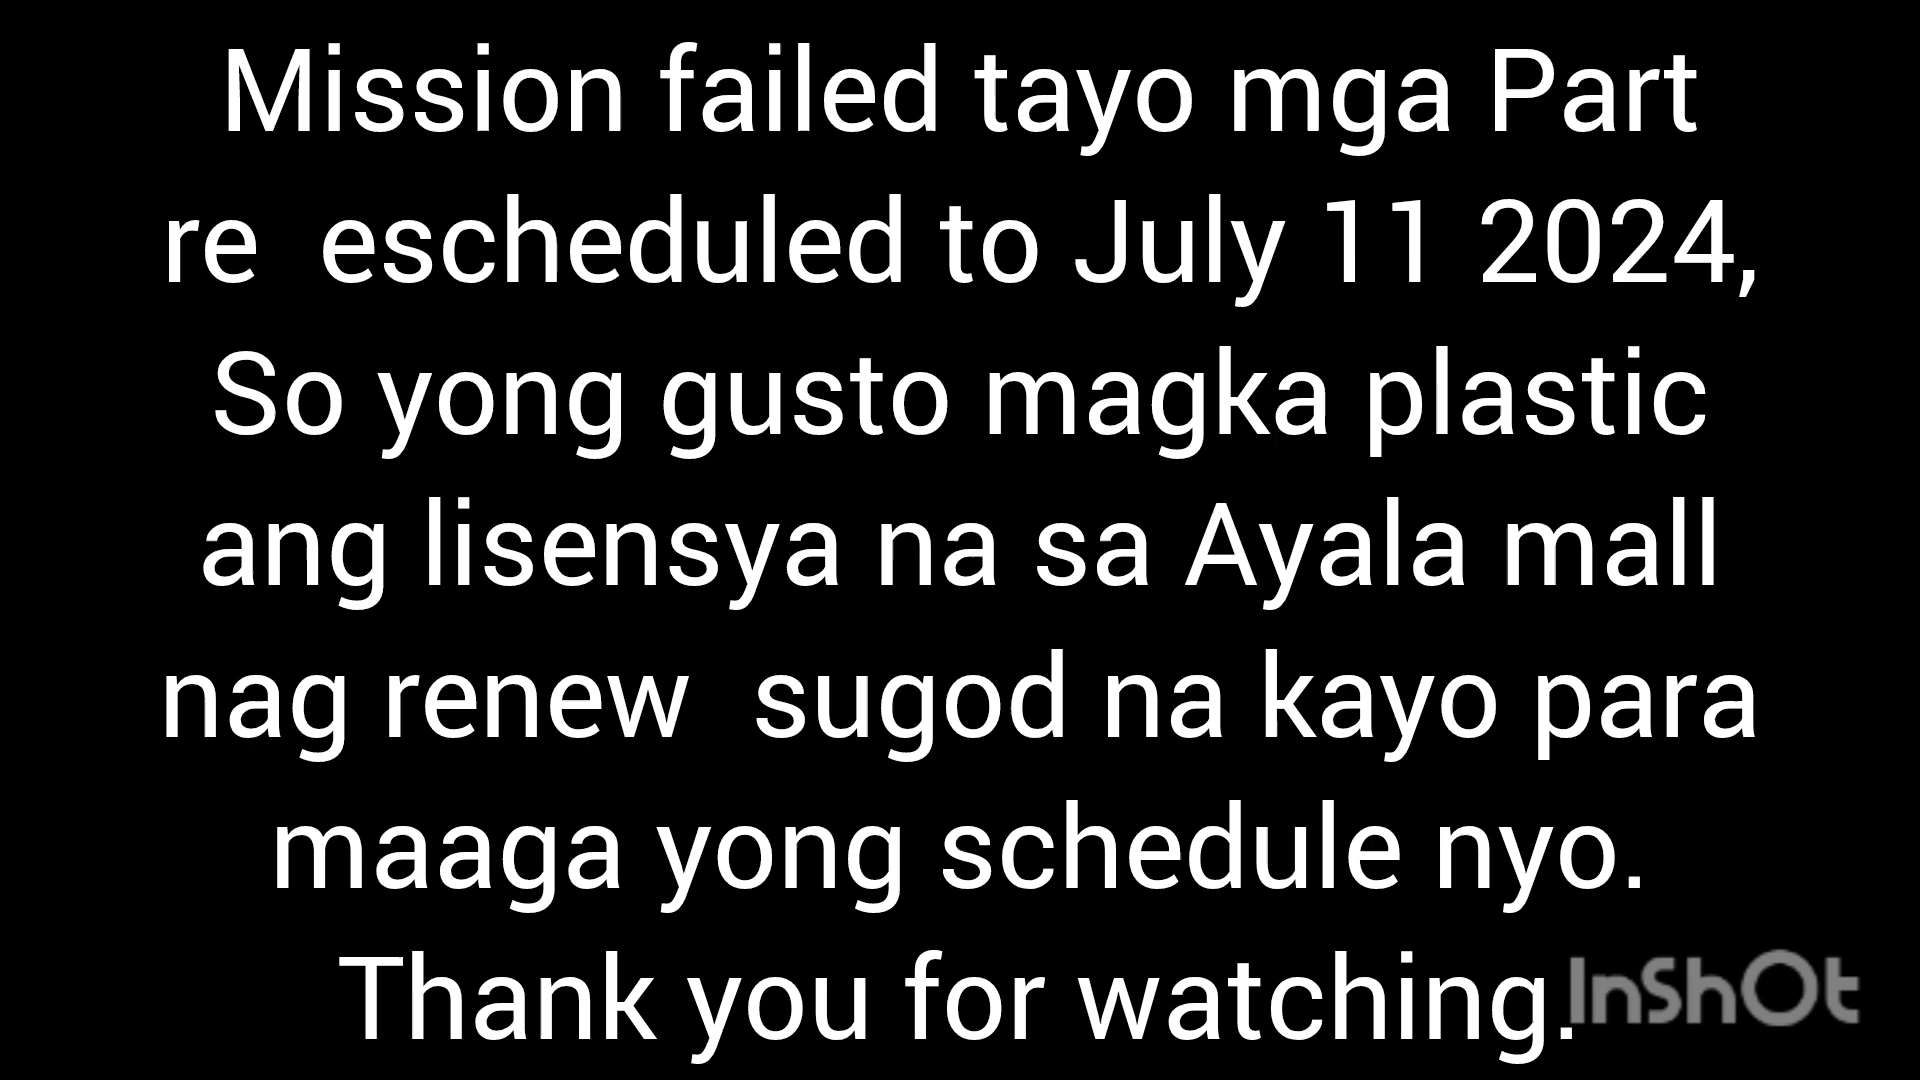 Mission failed tayo mga Part
re  escheduled to July 11 2024,
So yong gusto magka plastic
ang lisensya na sa Ayala mall
nag renew  sugod na kayo para
maaga yong schedule nyo.
Thank you for watching.
InShOt